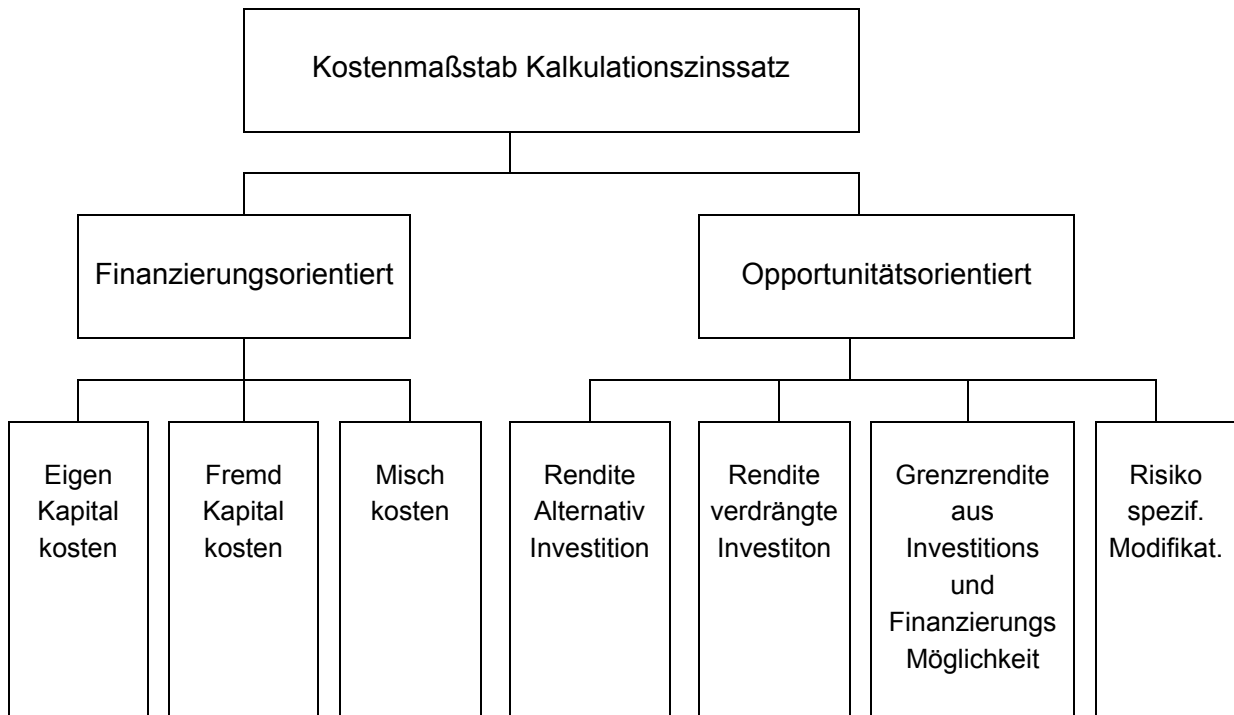 Kostenmaßstab Kalkulationszinssatz
Finanzierungsorientiert
Opportunitätsorientiert
Eigen
Kapital
kosten
Fremd
Kapital
kosten
Misch
kosten
Rendite
Alternativ
Investition
Rendite
verdrängte
Investiton
Grenzrendite
aus
Investitions
und
Finanzierungs
Möglichkeit
Risiko
spezif.
Modifikat.